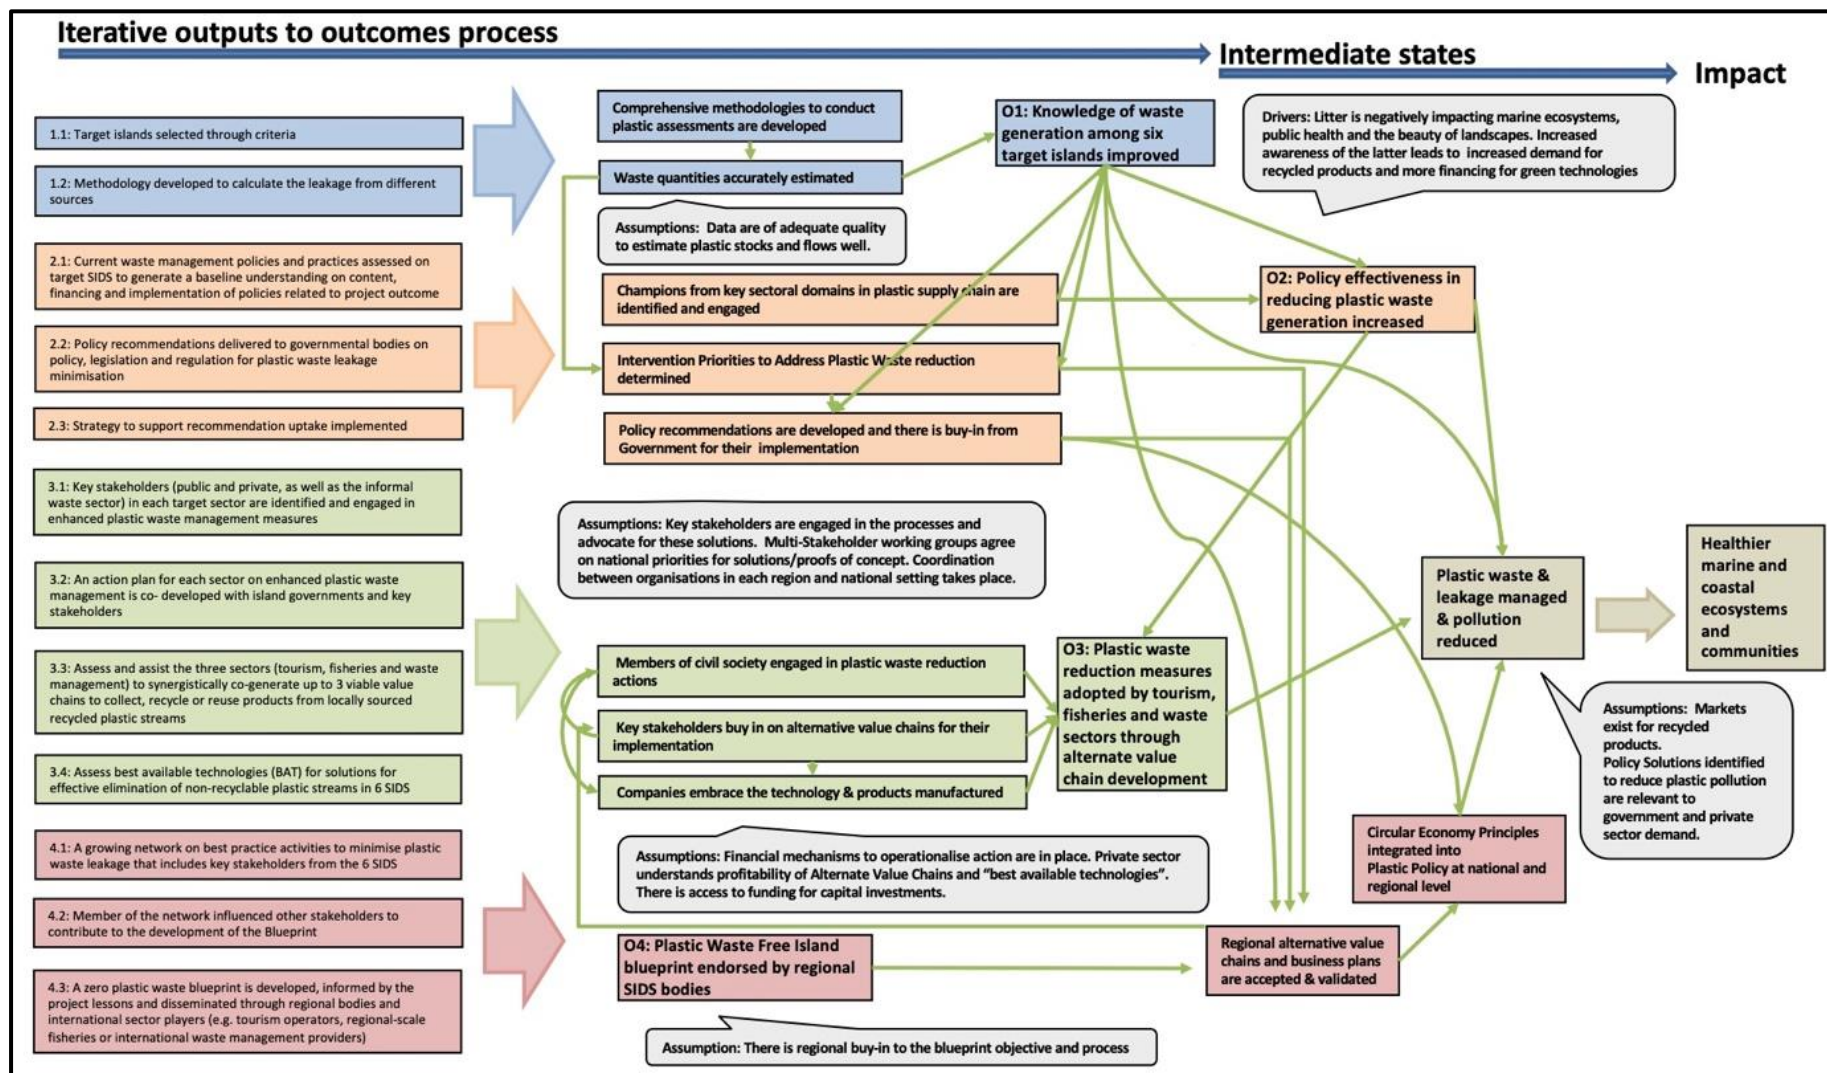 Iterative outputs to outcomes process
Intermediate states
Impact
1.1: Target islands selected through criteria
1.2: Methodology developed to calculate the leakage from different
sources
2.1: Current waste management policies and practices assessed on
target SIDS to generate a baseline understanding on content,
financing and implementation of policies related to project outcome
2.2: Policy recommendations delivered to governmental bodies on
policy, legislation and regulation for plastic waste leakage
minimisation
2.3: Strategy to support recommendation uptake implemented
3.1: Key stakeholders (public and private, as well as the informal
waste sector) in each target sector are identified and engaged in
enhanced plastic waste management measures
3.2: An action plan for each sector on enhanced plastic waste
management is co- developed with island governments and key
stakeholders
3.3: Assess and assist the three sectors (tourism, fisheries and waste
management) to synergistically co-generate up to 3 viable value
chains to collect, recycle or reuse products from locally sourced
recycled plastic streams
3.4: Assess best available technologies (BAT) for solutions for
effective elimination of non-recyclable plastic streams in 6 SIDS
4.1: A growing network on best practice activities to minimise plastic
waste leakage that includes key stakeholders from the 6 SIDS
4.2: Member of the network influenced other stakeholders to
contribute to the development of the Blueprint
4.3: A zero plastic waste blueprint is developed, informed by the
project lessons and disseminated through regional bodies and
international sector players (e.g. tourism operators, regional-scale
fisheries or international waste management providers)
Comprehensive methodologies to conduct
plastic assessments are developed
Waste quantities accurately estimated
Assumptions: Data are of adequate quality
to estimate plastic stocks and flows well.
Champions from key sectoral domains in plastic supply chain are
identified and engaged
Intervention Priorities to Address Plastic Waste reduction
determined
Policy recommendations are developed and there is buy-in from
Government for their implementation
Assumptions: Key stakeholders are engaged in the processes and
advocate for these solutions. Multi-Stakeholder working groups agree
on national priorities for solutions/proofs of concept. Coordination
between organisations in each region and national setting takes place.
Members of civil society engaged in plastic waste reduction
actions
Key stakeholders buy in on alternative value chains for their
implementation
Companies embrace the technology & products manufactured
Assumptions: Financial mechanisms to operationalise action are in place. Private sector
understands profitability of Alternate Value Chains and “best available technologies”.
There is access to funding for capital investments.
O4: Plastic Waste Free Island
blueprint endorsed by regional
SIDS bodies
Assumption: There is regional buy-in to the blueprint objective and process
O1: Knowledge of waste
generation among six
target islands improved
Drivers: Litter is negatively impacting marine ecosystems,
public health and the beauty of landscapes. Increased
awareness of the latter leads to increased demand for
recycled products and more financing for green technologies
O2: Policy effectiveness in
reducing plastic waste
generation increased
O3: Plastic waste
reduction measures
adopted by tourism,
fisheries and waste
sectors through
alternate value
chain development
Plastic waste &
leakage managed
& pollution
reduced
Healthier
marine and
coastal
ecosystems
and
communities
Assumptions: Markets
exist for recycled
products.
Policy Solutions identified
to reduce plastic pollution
are relevant to
government and private
sector demand.
Circular Economy Principles
integrated into
Plastic Policy at national and
regional level
Regional alternative value
chains and business plans
are accepted & validated